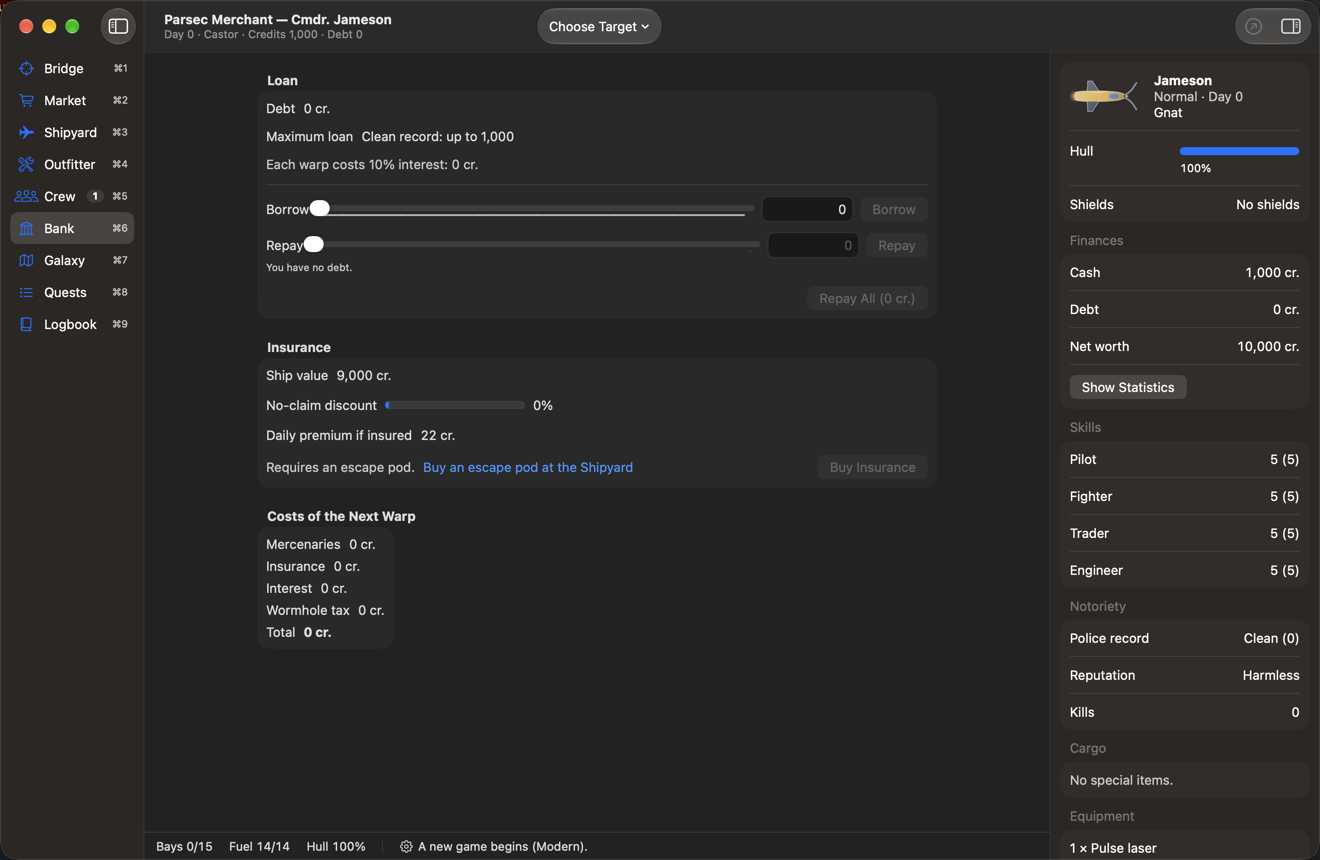 Parsec Merchant — Cmdr. Jameson
Day 0 · Castor · Credits 1,000 · Debt 0
Choose Target
Bridge ⌘1
Market ⌘2
Shipyard ⌘3
Outfitter ⌘4
Crew 1 ⌘5
Bank ⌘6
Galaxy ⌘7
Quests ⌘8
Logbook ⌘9
Loan
Debt 0 cr.
Maximum loan Clean record: up to 1,000
Each warp costs 10% interest: 0 cr.
Borrow 0 Borrow
Repay 0 Repay
You have no debt.
Repay All (0 cr.)
Insurance
Ship value 9,000 cr.
No-claim discount 0%
Daily premium if insured 22 cr.
Requires an escape pod. Buy an escape pod at the Shipyard Buy Insurance
Costs of the Next Warp
Mercenaries 0 cr.
Insurance 0 cr.
Interest 0 cr.
Wormhole tax 0 cr.
Total 0 cr.
Bays 0/15 Fuel 14/14 Hull 100% A new game begins (Modern).
Jameson
Normal · Day 0
Gnat
Hull
100%
Shields No shields
Finances
Cash 1,000 cr.
Debt 0 cr.
Net worth 10,000 cr.
Show Statistics
Skills
Pilot 5 (5)
Fighter 5 (5)
Trader 5 (5)
Engineer 5 (5)
Notoriety
Police record Clean (0)
Reputation Harmless
Kills 0
Cargo
No special items.
Equipment
1 × Pulse laser